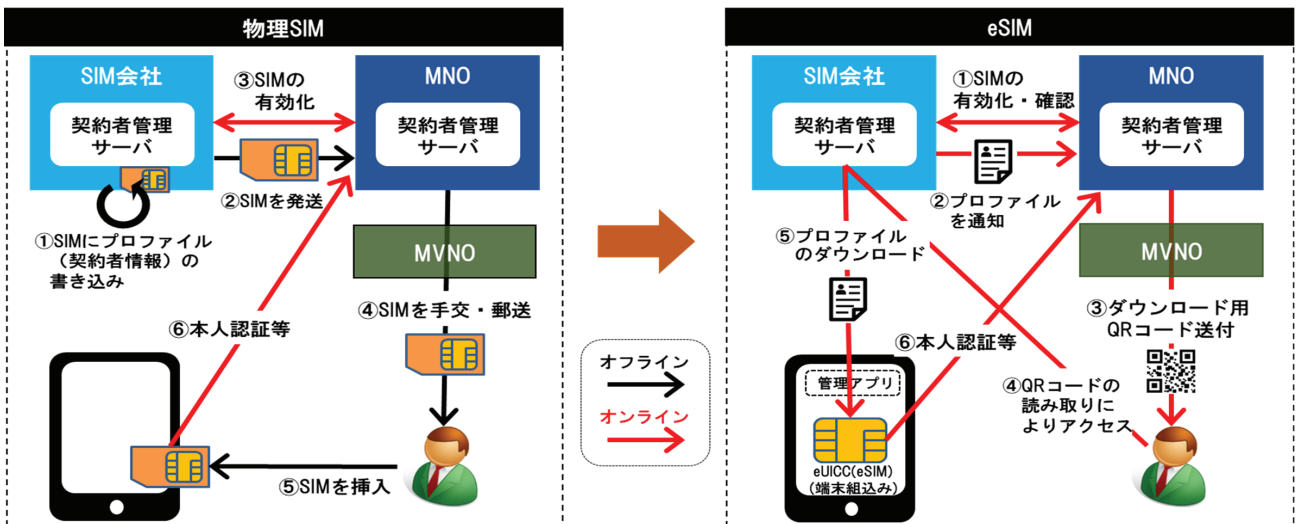 物理SIM
SIM会社
契約者管理
サーバ
③SIMの
有効化
MNO
契約者管理
サーバ
②SIMを発送
①SIMにプロファイル
（契約者情報）の
書き込み
MVNO
④SIMを手交・郵送
⑥本人認証等
⑤SIMを挿入
オフライン
オンライン
eSIM
SIM会社
契約者管理
サーバ
①SIMの
有効化・確認
MNO
契約者管理
サーバ
②プロファイル
を通知
⑤プロファイル
のダウンロード
MVNO
③ダウンロード用
QRコード送付
⑥本人認証等
④QRコードの
読み取りに
よりアクセス
管理アプリ
eUICC(eSIM)
(端末組込み)